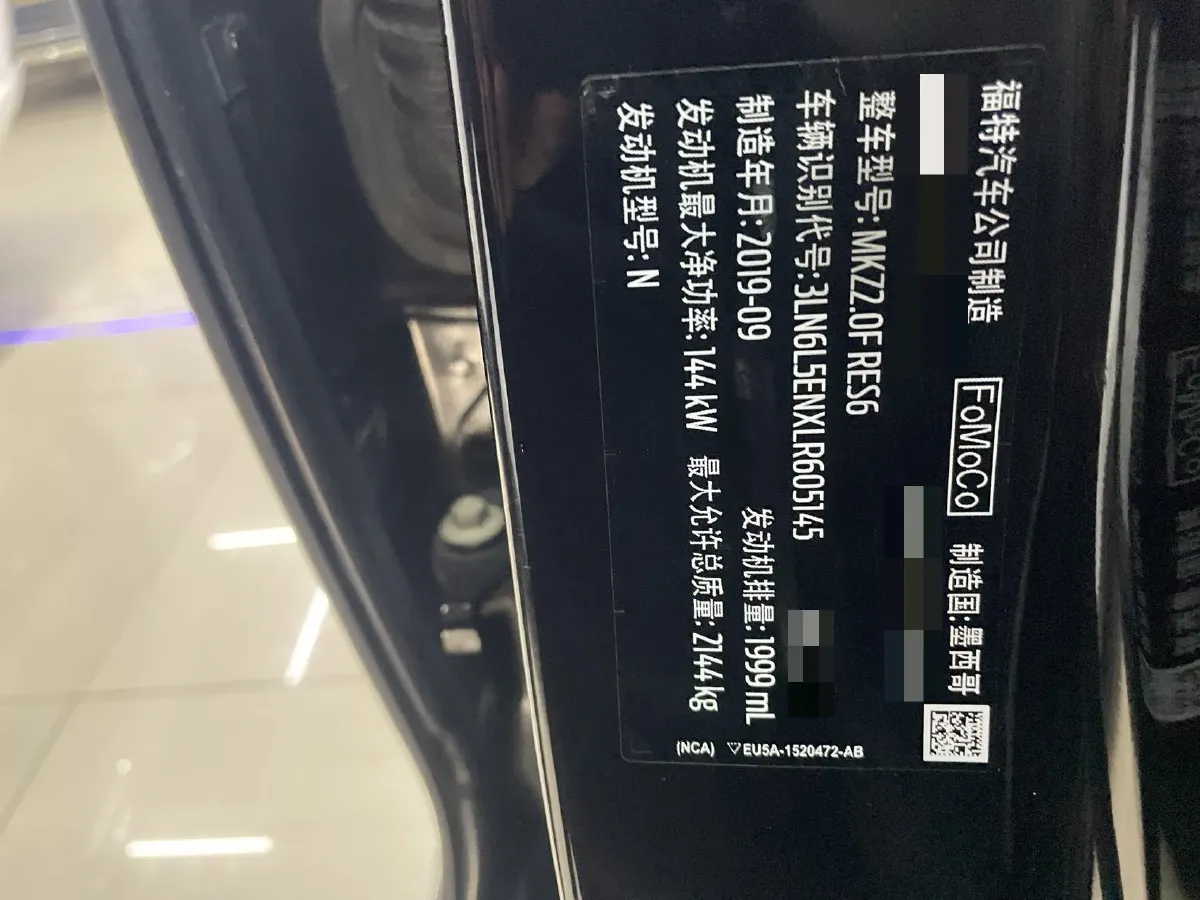 福特汽车公司制造 FoMoCo 制造国:墨西哥
整车型号:MKZ2.0FRES6
车辆识别代号:3LN6L5ENXLR605145
制造年月:2019-09 发动机排量:1999mL
发动机最大净功率:144kW 最大允许总质量:2144kg
发动机型号:N
(NCA) ▽EU5A-1520472-AB